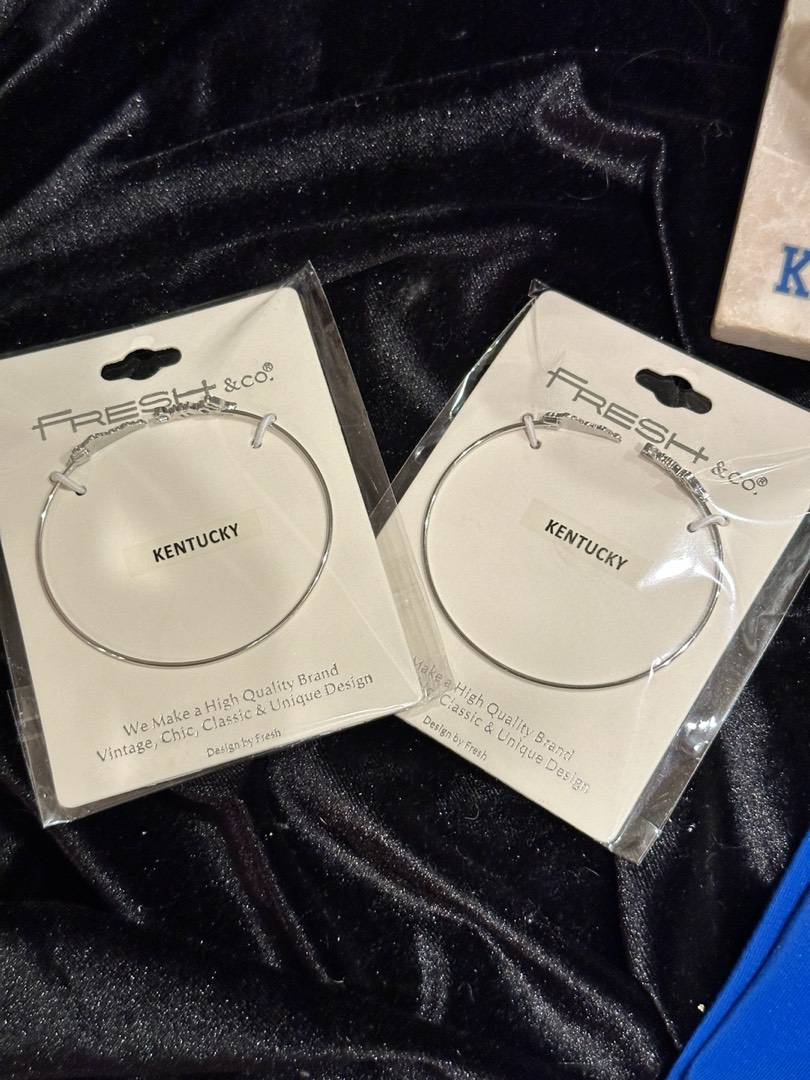 FRESH &CO.®
KENTUCKY
We Make a High Quality Brand
Vintage, Chic, Classic & Unique Design
Design by Fresh
FRESH &CO.®
KENTUCKY
Make a High Quality Brand
Classic & Unique Design
Design by Fresh
K